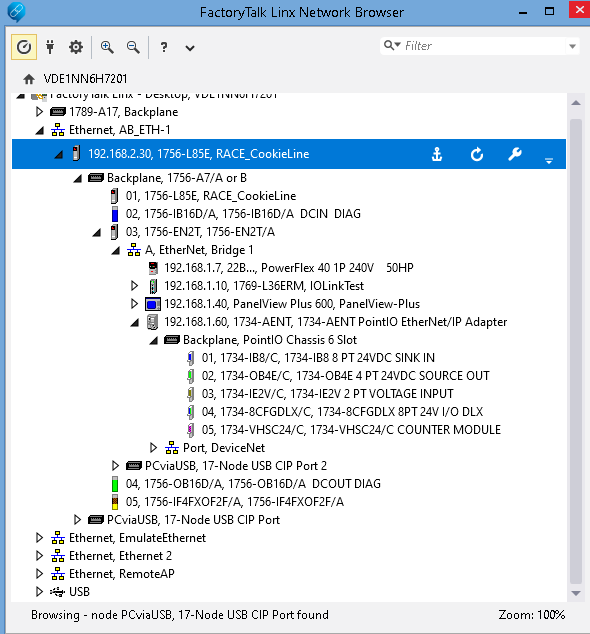 FactoryTalk Linx Network Browser
?
Filter
VDE1NN6H7201
FactoryTalk Linx - Desktop, VDE1NN6H7201
1789-A17, Backplane
Ethernet, AB_ETH-1
192.168.2.30, 1756-L85E, RACE_CookieLine
Backplane, 1756-A7/A or B
01, 1756-L85E, RACE_CookieLine
02, 1756-IB16D/A, 1756-IB16D/A DCIN DIAG
03, 1756-EN2T, 1756-EN2T/A
A, EtherNet, Bridge 1
192.168.1.7, 22B..., PowerFlex 40 1P 240V 50HP
192.168.1.10, 1769-L36ERM, IOLinkTest
192.168.1.40, PanelView Plus 600, PanelView-Plus
192.168.1.60, 1734-AENT, 1734-AENT PointIO EtherNet/IP Adapter
Backplane, PointIO Chassis 6 Slot
01, 1734-IB8/C, 1734-IB8 8 PT 24VDC SINK IN
02, 1734-OB4E/C, 1734-OB4E 4 PT 24VDC SOURCE OUT
03, 1734-IE2V/C, 1734-IE2V 2 PT VOLTAGE INPUT
04, 1734-8CFGDLX/C, 1734-8CFGDLX 8PT 24V I/O DLX
05, 1734-VHSC24/C, 1734-VHSC24/C COUNTER MODULE
Port, DeviceNet
PCviaUSB, 17-Node USB CIP Port 2
04, 1756-OB16D/A, 1756-OB16D/A DCOUT DIAG
05, 1756-IF4FXOF2F/A, 1756-IF4FXOF2F/A
PCviaUSB, 17-Node USB CIP Port
Ethernet, EmulateEthernet
Ethernet, Ethernet 2
Ethernet, RemoteAP
USB
Browsing - node PCviaUSB, 17-Node USB CIP Port found
Zoom: 100%